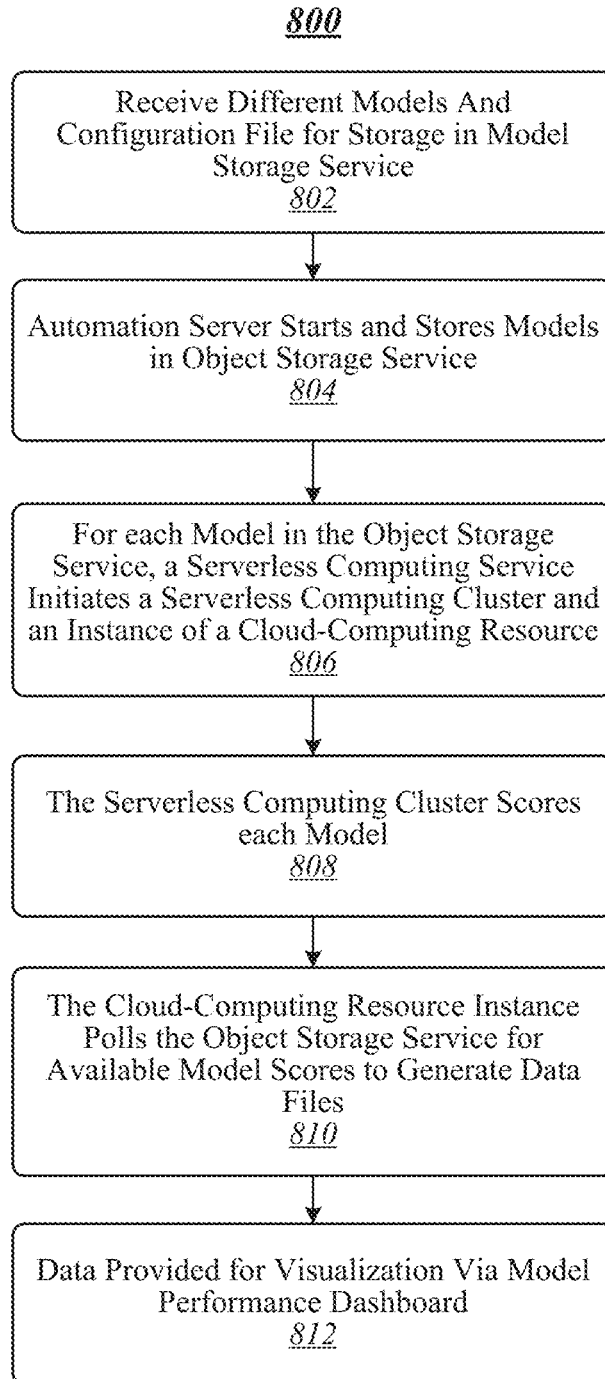 800
Receive Different Models And
Configuration File for Storage in Model
Storage Service
802
Automation Server Starts and Stores Models
in Object Storage Service
804
For each Model in the Object Storage
Service, a Serverless Computing Service
Initiates a Serverless Computing Cluster and
an Instance of a Cloud-Computing Resource
806
The Serverless Computing Cluster Scores
each Model
808
The Cloud-Computing Resource Instance
Polls the Object Storage Service for
Available Model Scores to Generate Data
Files
810
Data Provided for Visualization Via Model
Performance Dashboard
812